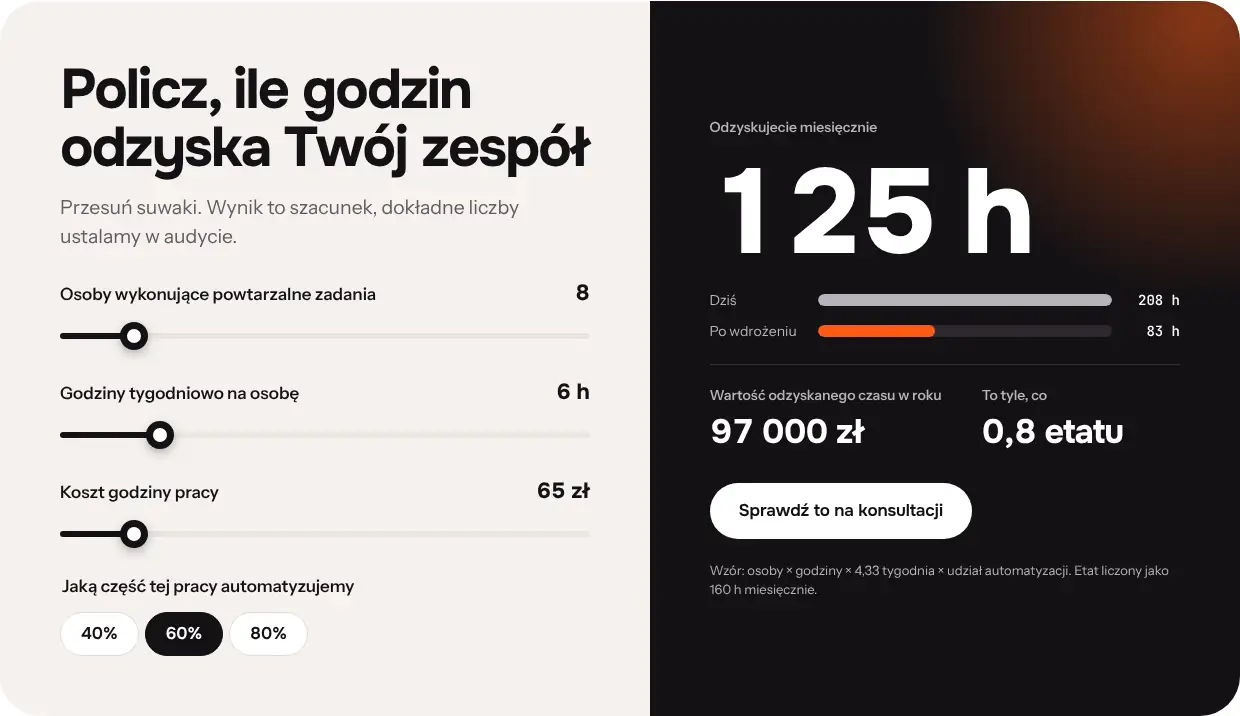 Policz, ile godzin
odzyska Twój zespół
Przesuń suwaki. Wynik to szacunek, dokładne liczby
ustalamy w audycie.
Osoby wykonujące powtarzalne zadania 8
Godziny tygodniowo na osobę 6 h
Koszt godziny pracy 65 zł
Jaką część tej pracy automatyzujemy
40% 60% 80%
Odzyskujecie miesięcznie
125 h
Dziś 208 h
Po wdrożeniu 83 h
Wartość odzyskanego czasu w roku To tyle, co
97 000 zł 0,8 etatu
Sprawdź to na konsultacji
Wzór: osoby × godziny × 4,33 tygodnia × udział automatyzacji. Etat liczony jako
160 h miesięcznie.